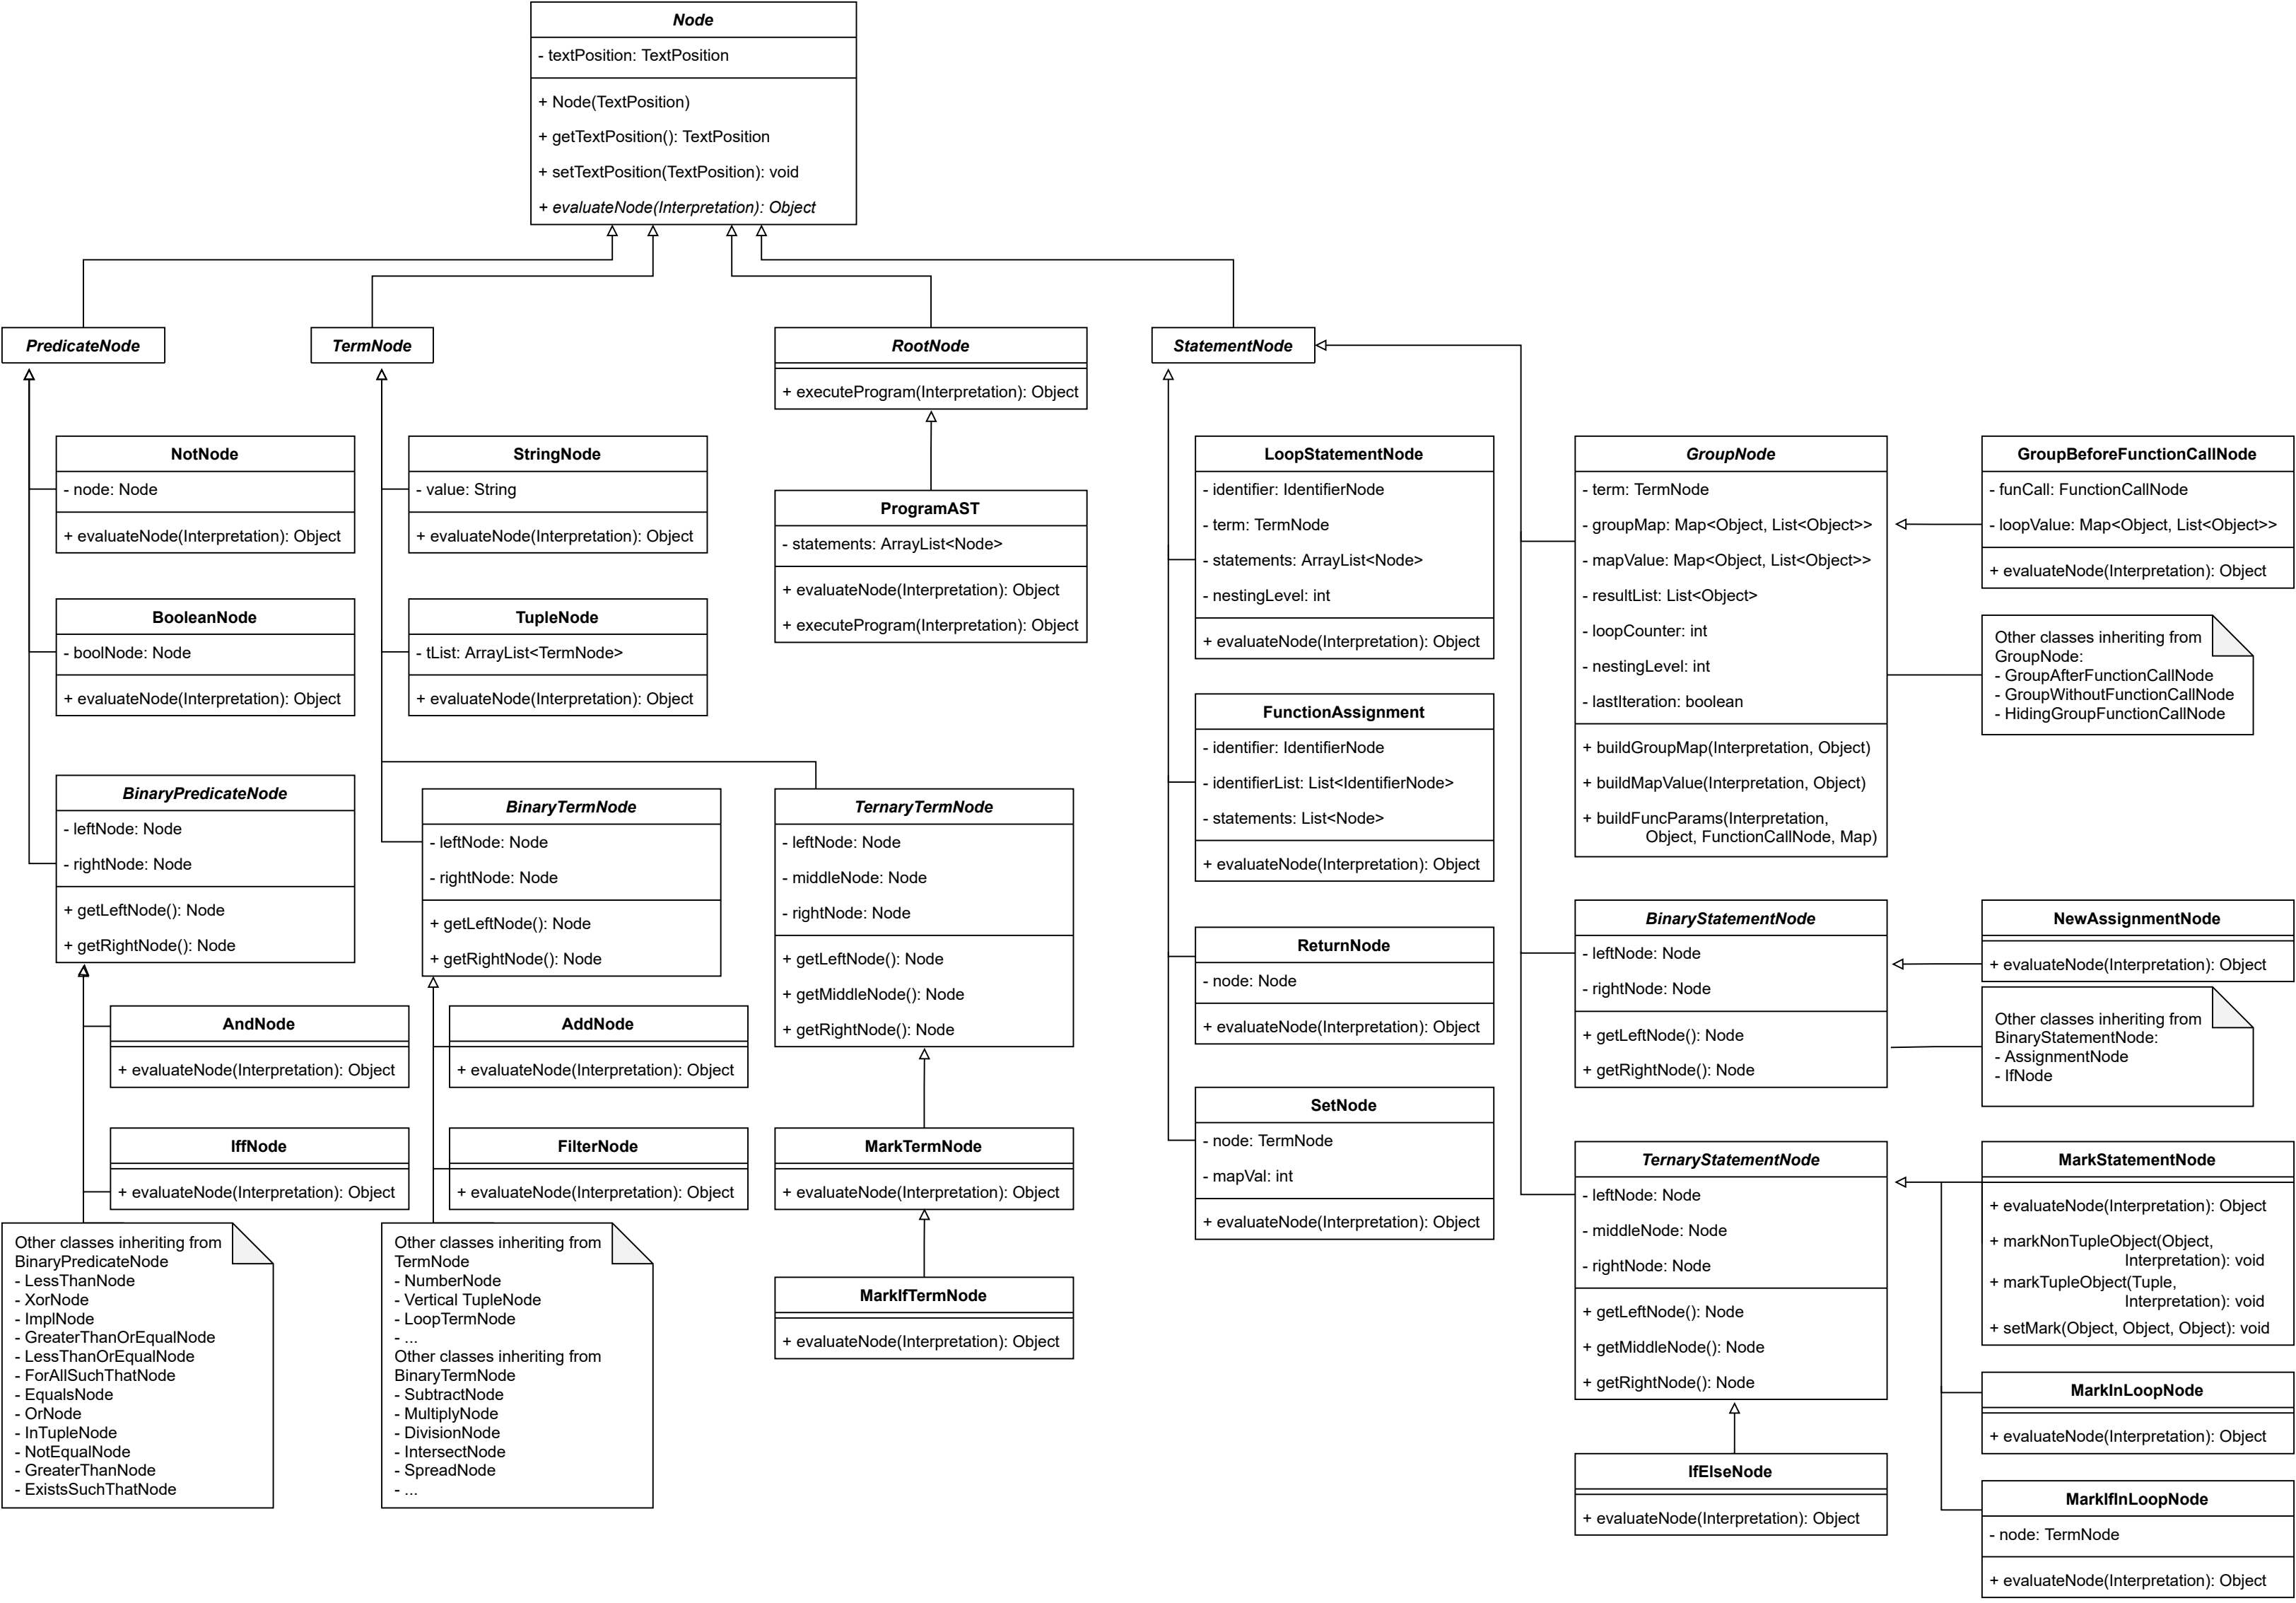 Node
- textPosition: TextPosition
+ Node(TextPosition)
+ getTextPosition(): TextPosition
+ setTextPosition(TextPosition): void
+ evaluateNode(Interpretation): Object
PredicateNode
TermNode
RootNode
+ executeProgram(Interpretation): Object
StatementNode
NotNode
- node: Node
+ evaluateNode(Interpretation): Object
BooleanNode
- boolNode: Node
+ evaluateNode(Interpretation): Object
BinaryPredicateNode
- leftNode: Node
- rightNode: Node
+ getLeftNode(): Node
+ getRightNode(): Node
AndNode
+ evaluateNode(Interpretation): Object
IffNode
+ evaluateNode(Interpretation): Object
Other classes inheriting from
BinaryPredicateNode
- LessThanNode
- XorNode
- ImplNode
- GreaterThanOrEqualNode
- LessThanOrEqualNode
- ForAllSuchThatNode
- EqualsNode
- OrNode
- InTupleNode
- NotEqualNode
- GreaterThanNode
- ExistsSuchThatNode
StringNode
- value: String
+ evaluateNode(Interpretation): Object
TupleNode
- tList: ArrayList<TermNode>
+ evaluateNode(Interpretation): Object
BinaryTermNode
- leftNode: Node
- rightNode: Node
+ getLeftNode(): Node
+ getRightNode(): Node
AddNode
+ evaluateNode(Interpretation): Object
FilterNode
+ evaluateNode(Interpretation): Object
Other classes inheriting from
TermNode
- NumberNode
- Vertical TupleNode
- LoopTermNode
- ...
Other classes inheriting from
BinaryTermNode
- SubtractNode
- MultiplyNode
- DivisionNode
- IntersectNode
- SpreadNode
- ...
ProgramAST
- statements: ArrayList<Node>
+ evaluateNode(Interpretation): Object
+ executeProgram(Interpretation): Object
TernaryTermNode
- leftNode: Node
- middleNode: Node
- rightNode: Node
+ getLeftNode(): Node
+ getMiddleNode(): Node
+ getRightNode(): Node
MarkTermNode
+ evaluateNode(Interpretation): Object
MarkIfTermNode
+ evaluateNode(Interpretation): Object
LoopStatementNode
- identifier: IdentifierNode
- term: TermNode
- statements: ArrayList<Node>
- nestingLevel: int
+ evaluateNode(Interpretation): Object
FunctionAssignment
- identifier: IdentifierNode
- identifierList: List<IdentifierNode>
- statements: List<Node>
+ evaluateNode(Interpretation): Object
ReturnNode
- node: Node
+ evaluateNode(Interpretation): Object
SetNode
- node: TermNode
- mapVal: int
+ evaluateNode(Interpretation): Object
GroupNode
- term: TermNode
- groupMap: Map<Object, List<Object>>
- mapValue: Map<Object, List<Object>>
- resultList: List<Object>
- loopCounter: int
- nestingLevel: int
- lastIteration: boolean
+ buildGroupMap(Interpretation, Object)
+ buildMapValue(Interpretation, Object)
+ buildFuncParams(Interpretation,
Object, FunctionCallNode, Map)
BinaryStatementNode
- leftNode: Node
- rightNode: Node
+ getLeftNode(): Node
+ getRightNode(): Node
TernaryStatementNode
- leftNode: Node
- middleNode: Node
- rightNode: Node
+ getLeftNode(): Node
+ getMiddleNode(): Node
+ getRightNode(): Node
IfElseNode
+ evaluateNode(Interpretation): Object
GroupBeforeFunctionCallNode
- funCall: FunctionCallNode
- loopValue: Map<Object, List<Object>>
+ evaluateNode(Interpretation): Object
Other classes inheriting from
GroupNode:
- GroupAfterFunctionCallNode
- GroupWithoutFunctionCallNode
- HidingGroupFunctionCallNode
NewAssignmentNode
+ evaluateNode(Interpretation): Object
Other classes inheriting from
BinaryStatementNode:
- AssignmentNode
- IfNode
MarkStatementNode
+ evaluateNode(Interpretation): Object
+ markNonTupleObject(Object,
Interpretation): void
+ markTupleObject(Tuple,
Interpretation): void
+ setMark(Object, Object, Object): void
MarkInLoopNode
+ evaluateNode(Interpretation): Object
MarkIfInLoopNode
- node: TermNode
+ evaluateNode(Interpretation): Object